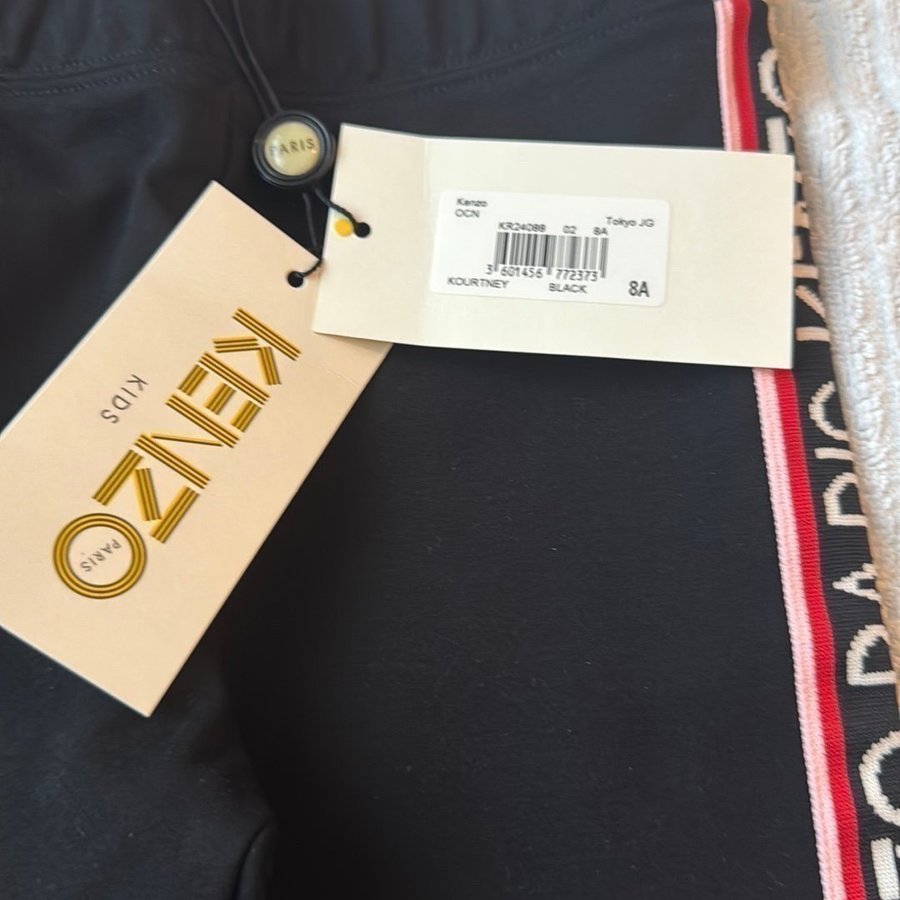 PARIS
Kenzo
OCN
Tokyo JG
KR24088 02 8A
3 601456 772373
KOURTNEY BLACK 8A
KENZO
KIDS
PARIS
PARIS